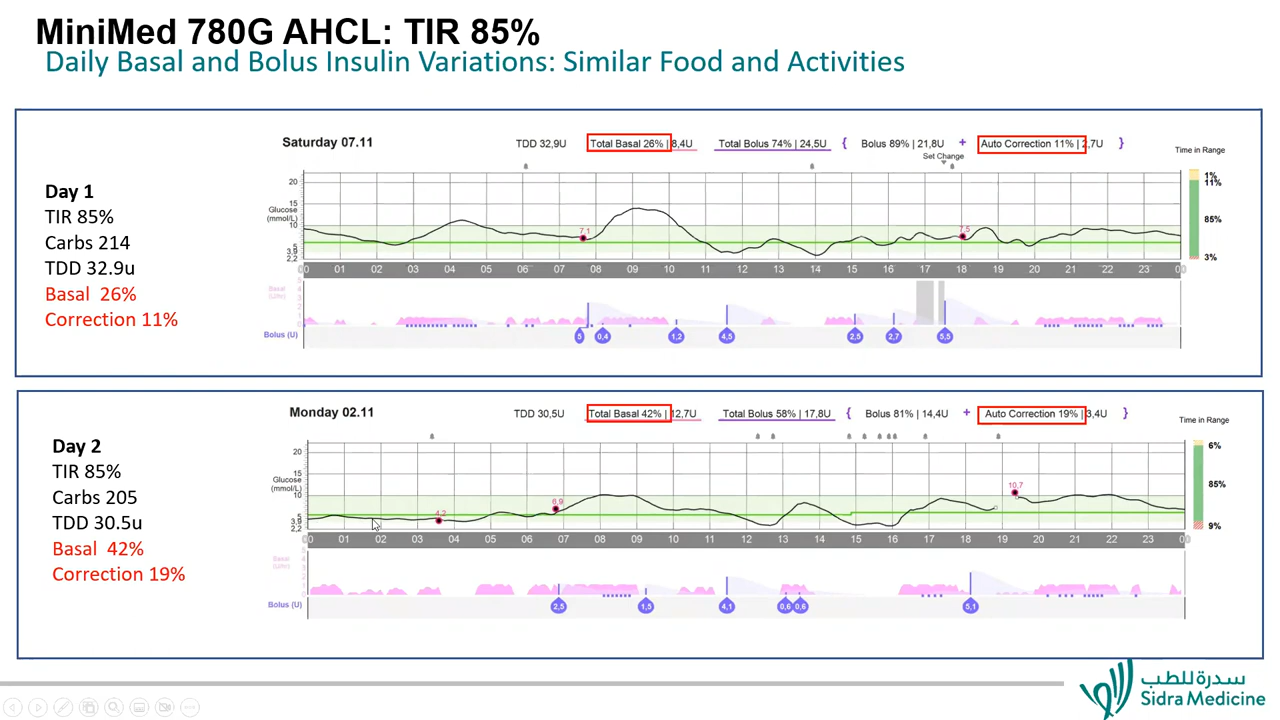 MiniMed 780G AHCL: TIR 85%
Daily Basal and Bolus Insulin Variations: Similar Food and Activities
Day 1
TIR 85%
Carbs 214
TDD 32.9u
Basal 26%
Correction 11%
Saturday 07.11
TDD 32,9U
Total Basal 26% | 8,4U
Total Bolus 74% | 24,5U
{ Bolus 89% | 21,8U + Auto Correction 11% | 2,7U }
Set Change
Time in Range
20
15
Glucose
(mmol/L)
10
5
3,9
2,2
7,1
7,5
1%
11%
85%
3%
00 01 02 03 04 05 06 07 08 09 10 11 12 13 14 15 16 17 18 19 20 21 22 23 00
Basal
(U/hr)
Bolus (U)
5 0,4 1,2 4,5 2,5 2,7 5,5
Day 2
TIR 85%
Carbs 205
TDD 30.5u
Basal 42%
Correction 19%
Monday 02.11
TDD 30,5U
Total Basal 42% | 12,7U
Total Bolus 58% | 17,8U
{ Bolus 81% | 14,4U + Auto Correction 19% | 3,4U }
Time in Range
20
15
Glucose
(mmol/L)
10
5
3,9
2,2
4,2
6,9
10,7
6%
85%
9%
00 01 02 03 04 05 06 07 08 09 10 11 12 13 14 15 16 17 18 19 20 21 22 23 00
Basal
(U/hr)
Bolus (U)
2,5 1,5 4,1 0,6 0,6 5,1
سدرة للطب
Sidra Medicine